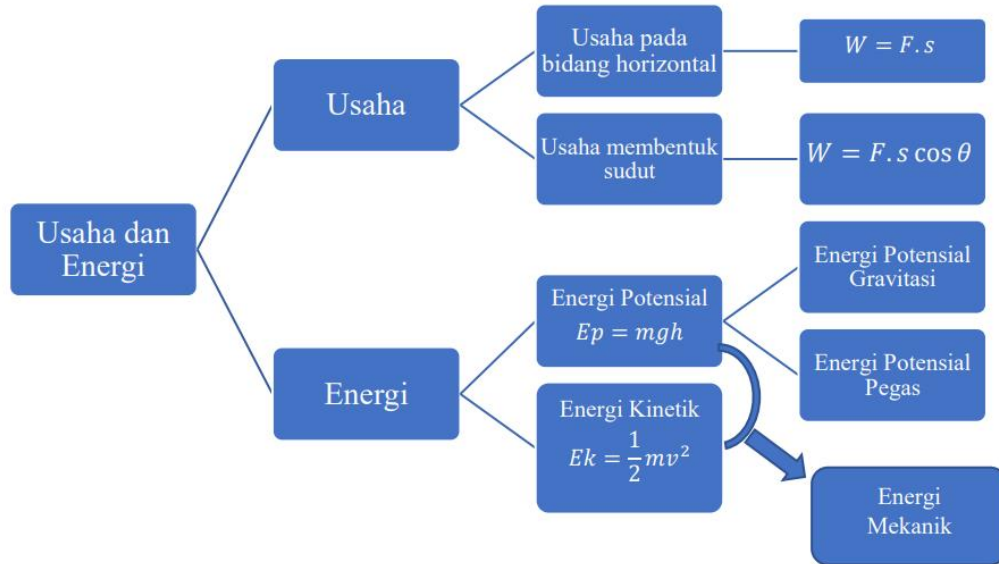 Usaha dan
Energi
Usaha
Usaha pada
bidang horizontal
W = F.s
Usaha membentuk
sudut
W = F.s cos θ
Energi
Energi Potensial
Ep = mgh
Energi Potensial
Gravitasi
Energi Potensial
Pegas
Energi Kinetik
Ek = 1/2 mv²
Energi
Mekanik